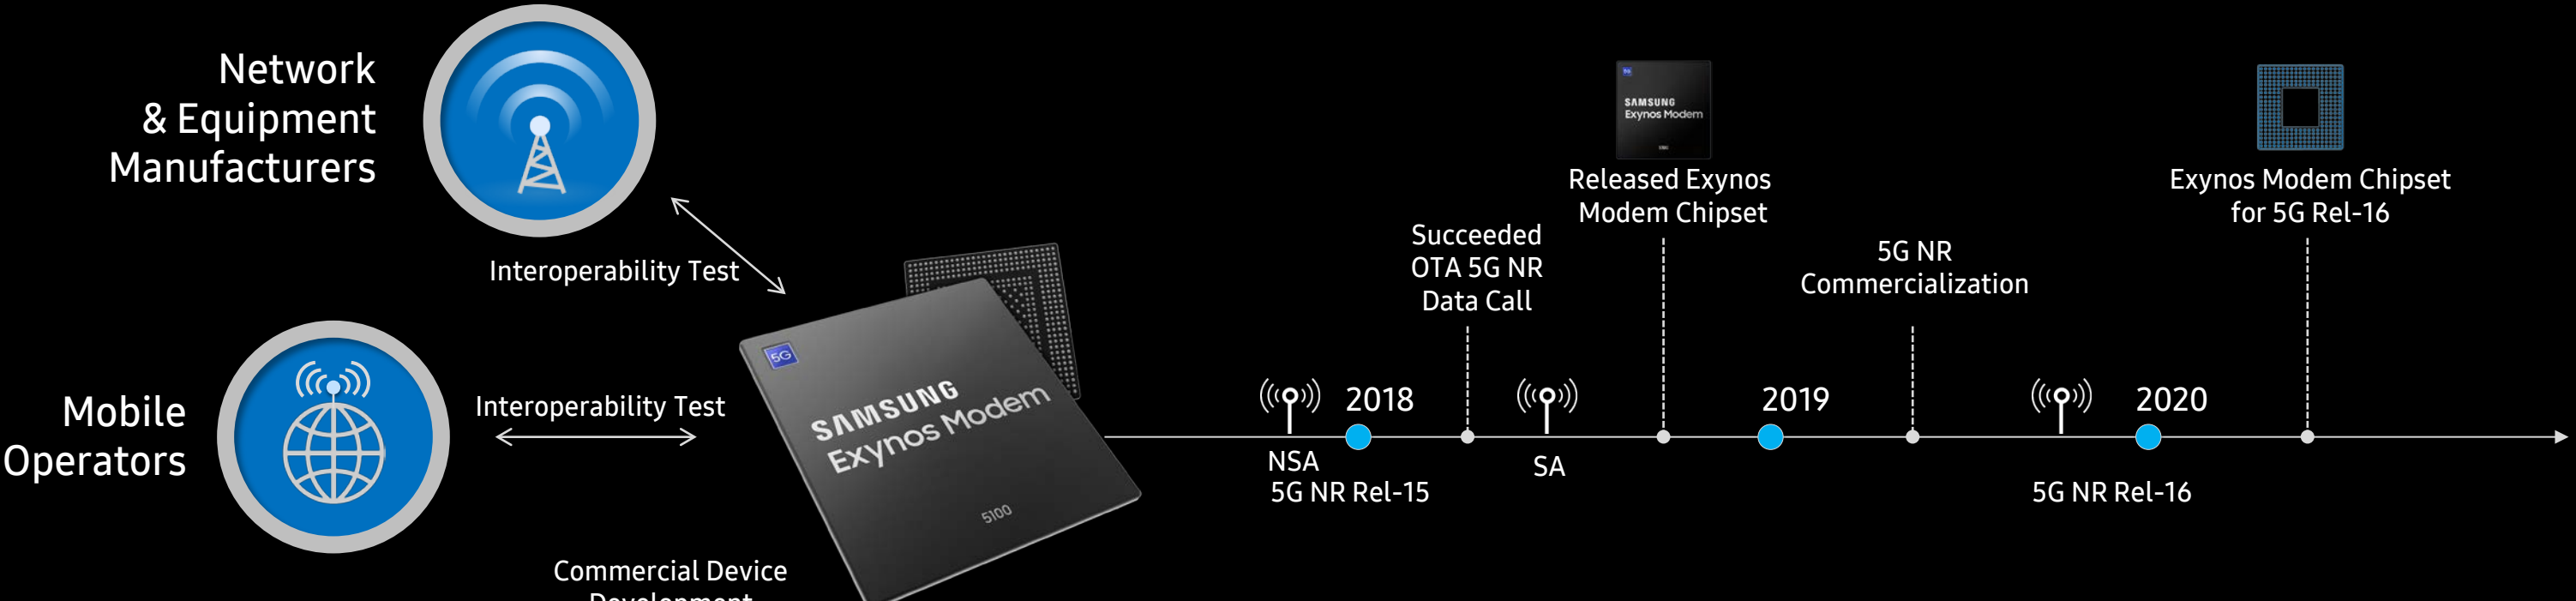 Network
& Equipment
Manufacturers
Interoperability Test
Mobile
Operators
Interoperability Test
Commercial Device
Development
5G
SAMSUNG
Exynos Modem
5100
NSA
5G NR Rel-15
2018
Succeeded
OTA 5G NR
Data Call
SA
SAMSUNG
Exynos Modem
Released Exynos
Modem Chipset
2019
5G NR
Commercialization
5G NR Rel-16
2020
Exynos Modem Chipset
for 5G Rel-16